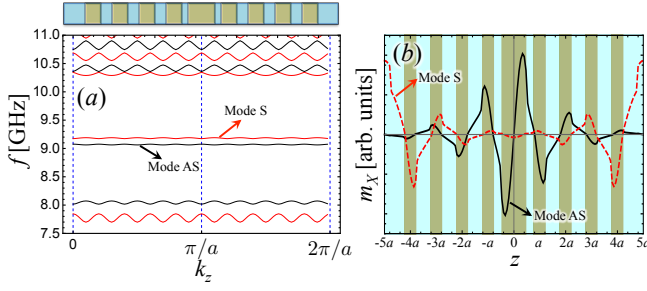 11.0
10.5
10.0
9.5
9.0
8.5
8.0
7.5
f [GHz]
(a)
Mode S
Mode AS
0
π/a
2π/a
k_z
(b)
Mode S
Mode AS
m_X [arb. units]
-5a -4a -3a -2a -a 0 a 2a 3a 4a 5a
z